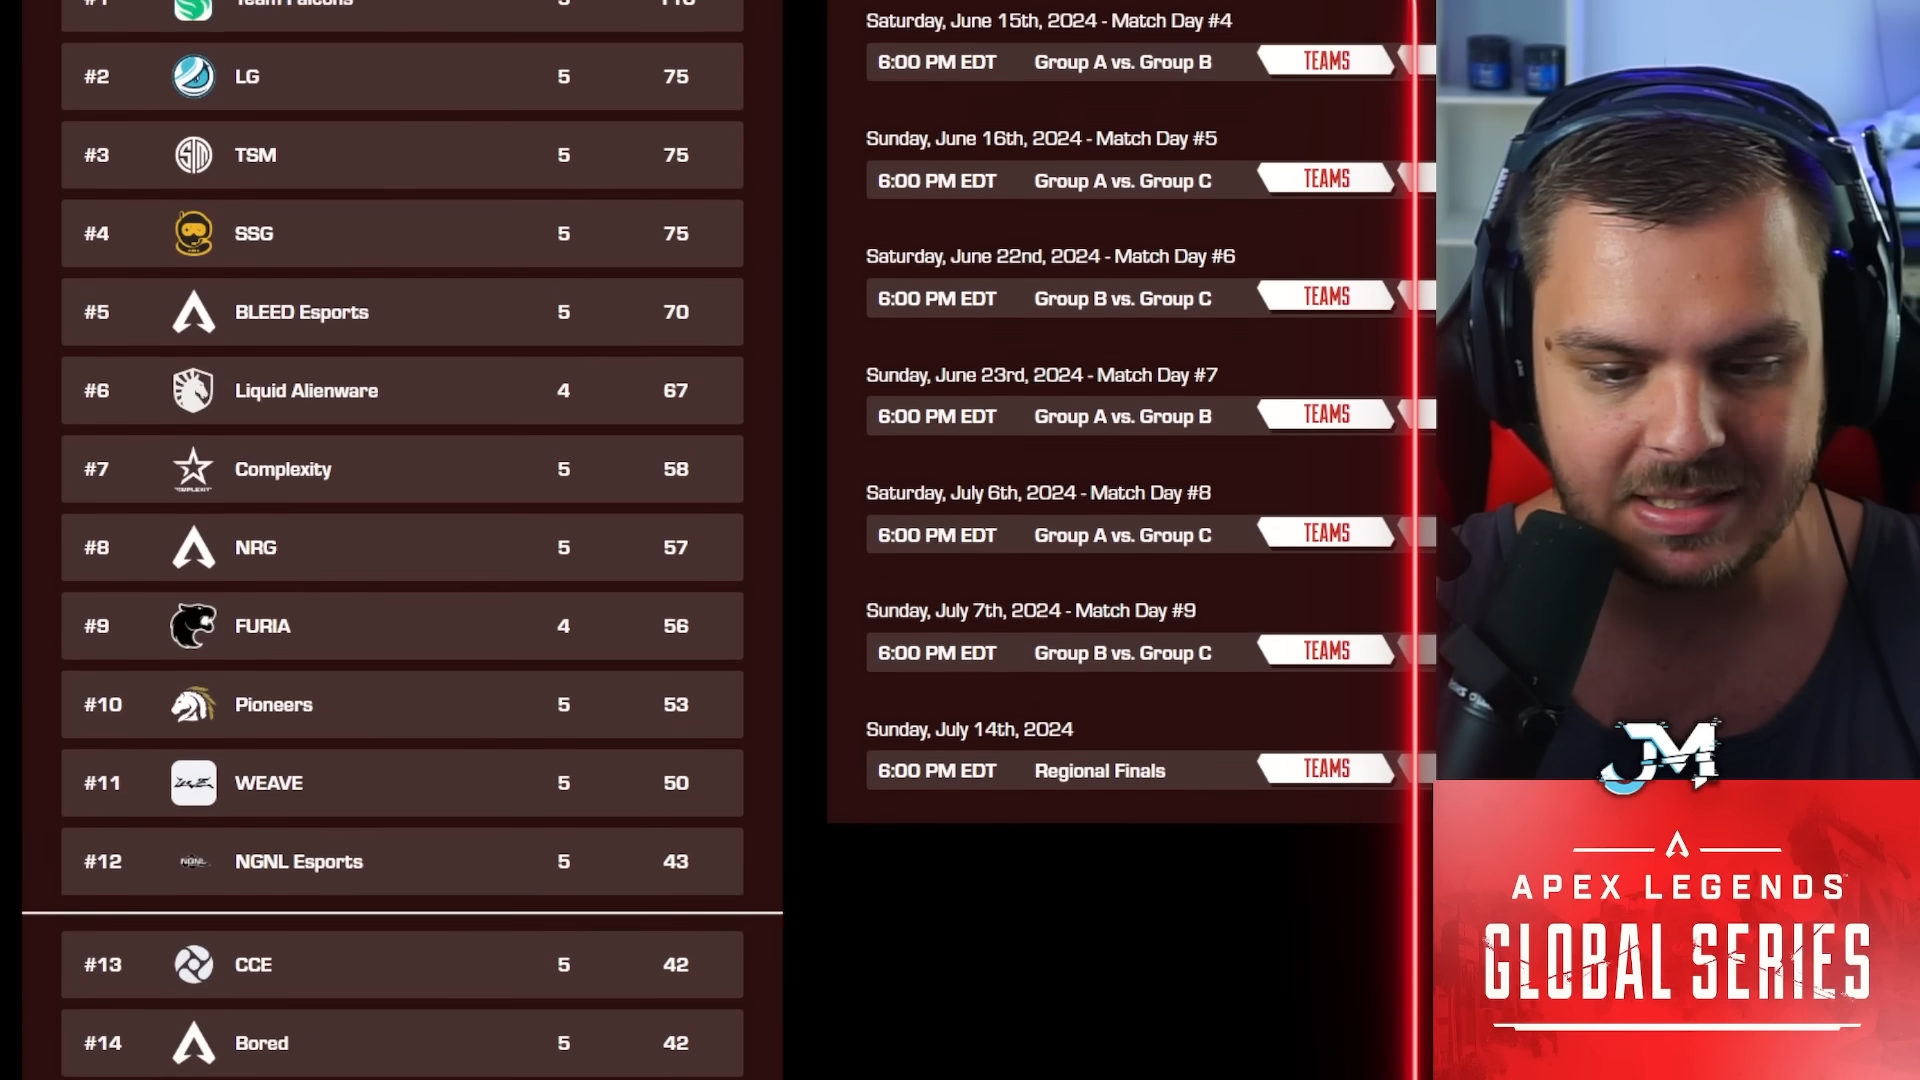 #1 Team Falcons 5
#2 LG 5 75
#3 TSM 5 75
#4 SSG 5 75
#5 BLEED Esports 5 70
#6 Liquid Alienware 4 67
#7 Complexity 5 58
#8 NRG 5 57
#9 FURIA 4 56
#10 Pioneers 5 53
#11 WEAVE 5 50
#12 NGNL NGNL Esports 5 43
#13 CCE 5 42
#14 Bored 5 42
Saturday, June 15th, 2024 - Match Day #4
6:00 PM EDT Group A vs. Group B TEAMS
Sunday, June 16th, 2024 - Match Day #5
6:00 PM EDT Group A vs. Group C TEAMS
Saturday, June 22nd, 2024 - Match Day #6
6:00 PM EDT Group B vs. Group C TEAMS
Sunday, June 23rd, 2024 - Match Day #7
6:00 PM EDT Group A vs. Group B TEAMS
Saturday, July 6th, 2024 - Match Day #8
6:00 PM EDT Group A vs. Group C TEAMS
Sunday, July 7th, 2024 - Match Day #9
6:00 PM EDT Group B vs. Group C TEAMS
Sunday, July 14th, 2024
6:00 PM EDT Regional Finals TEAMS
JM
APEX LEGENDS
GLOBAL SERIES